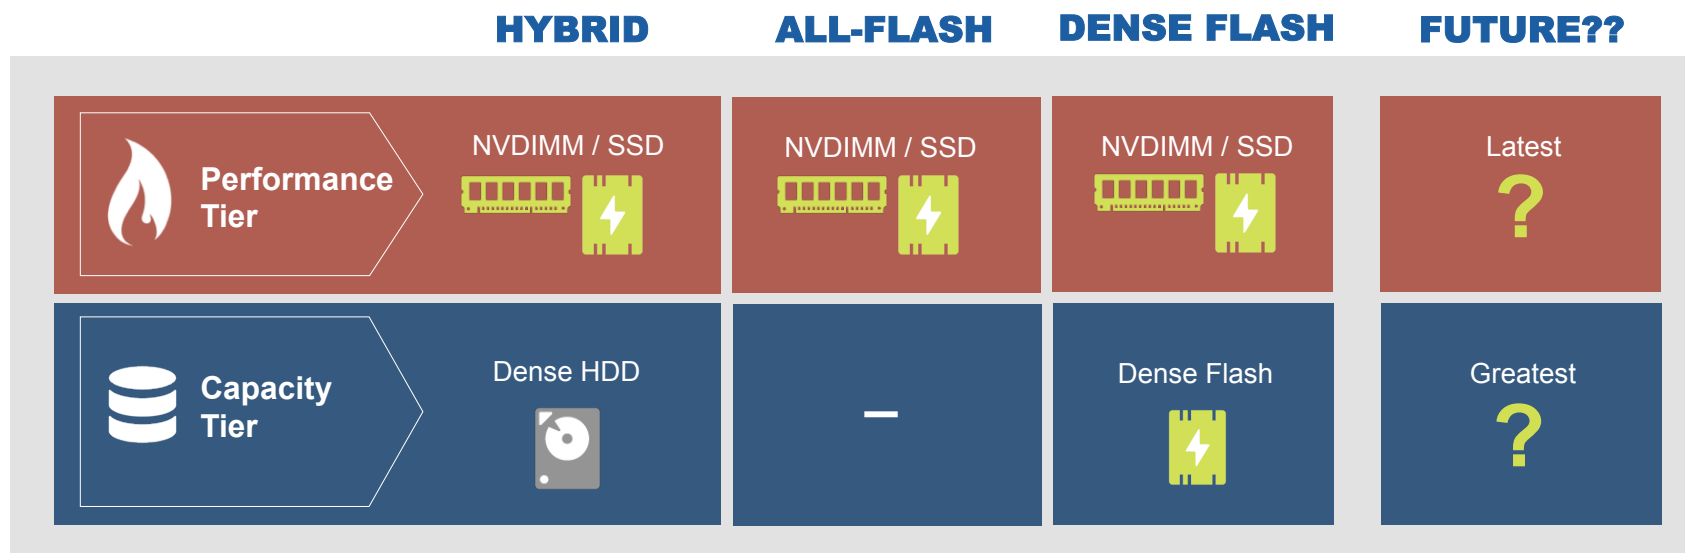 HYBRID
ALL-FLASH
DENSE FLASH
FUTURE??
Performance
Tier
NVDIMM / SSD
NVDIMM / SSD
NVDIMM / SSD
Latest
?
Capacity
Tier
Dense HDD
–
Dense Flash
Greatest
?